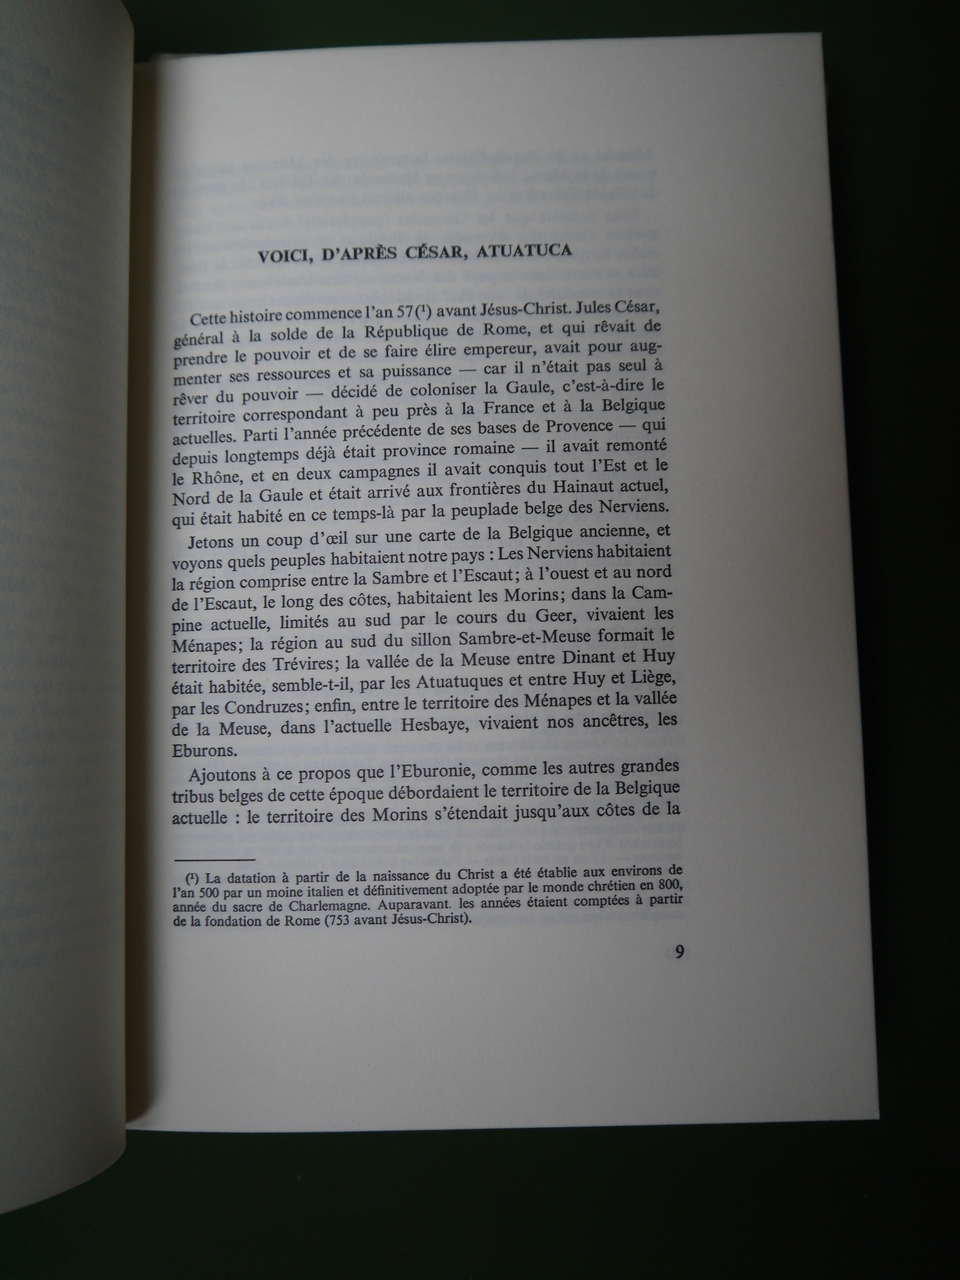 VOICI, D'APRÈS CÉSAR, ATUATUCA
Cette histoire commence l'an 57(¹) avant Jésus-Christ. Jules César,
général à la solde de la République de Rome, et qui rêvait de
prendre le pouvoir et de se faire élire empereur, avait pour aug-
menter ses ressources et sa puissance — car il n'était pas seul à
rêver du pouvoir — décidé de coloniser la Gaule, c'est-à-dire le
territoire correspondant à peu près à la France et à la Belgique
actuelles. Parti l'année précédente de ses bases de Provence — qui
depuis longtemps déjà était province romaine — il avait remonté
le Rhône, et en deux campagnes il avait conquis tout l'Est et le
Nord de la Gaule et était arrivé aux frontières du Hainaut actuel,
qui était habité en ce temps-là par la peuplade belge des Nerviens.
Jetons un coup d'œil sur une carte de la Belgique ancienne, et
voyons quels peuples habitaient notre pays : Les Nerviens habitaient
la région comprise entre la Sambre et l'Escaut; à l'ouest et au nord
de l'Escaut, le long des côtes, habitaient les Morins; dans la Cam-
pine actuelle, limités au sud par le cours du Geer, vivaient les
Ménapes; la région au sud du sillon Sambre-et-Meuse formait le
territoire des Trévires; la vallée de la Meuse entre Dinant et Huy
était habitée, semble-t-il, par les Atuatuques et entre Huy et Liège,
par les Condruzes; enfin, entre le territoire des Ménapes et la vallée
de la Meuse, dans l'actuelle Hesbaye, vivaient nos ancêtres, les
Eburons.
Ajoutons à ce propos que l'Eburonie, comme les autres grandes
tribus belges de cette époque débordaient le territoire de la Belgique
actuelle : le territoire des Morins s'étendait jusqu'aux côtes de la
(¹) La datation à partir de la naissance du Christ a été établie aux environs de
l'an 500 par un moine italien et définitivement adoptée par le monde chrétien en 800,
année du sacre de Charlemagne. Auparavant. les années étaient comptées à partir
de la fondation de Rome (753 avant Jésus-Christ).
9